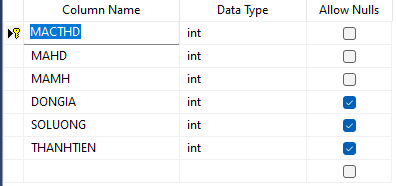 Column Name Data Type Allow Nulls
MACTHD int
MAHD int
MAMH int
DONGIA int
SOLUONG int
THANHTIEN int